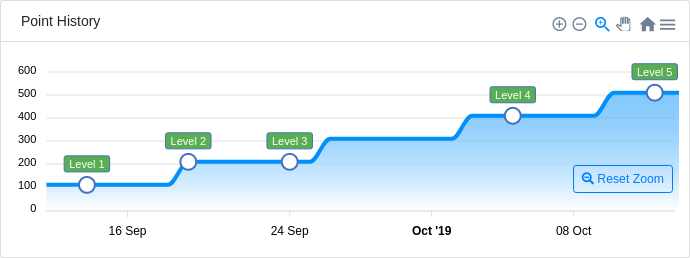 Point History
600
500
400
300
200
100
0
Level 1
Level 2
Level 3
Level 4
Level 5
Reset Zoom
16 Sep
24 Sep
Oct '19
08 Oct